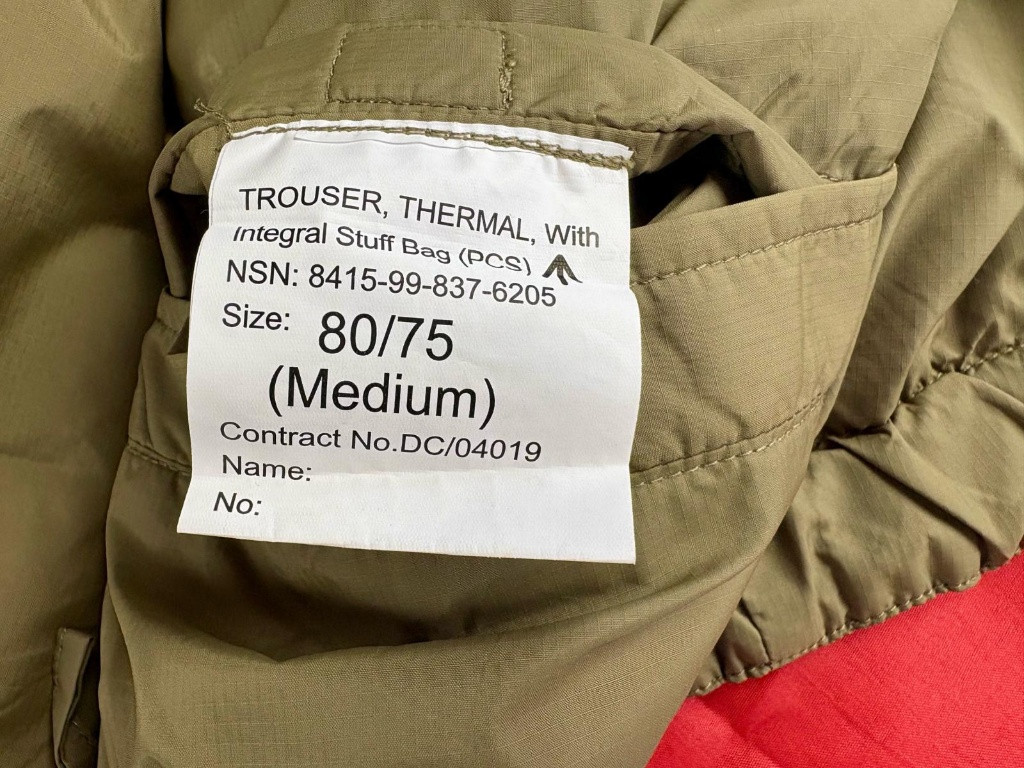 TROUSER, THERMAL, With
Integral Stuff Bag (PCS)
NSN: 8415-99-837-6205
Size: 80/75
(Medium)
Contract No.DC/04019
Name:
No: